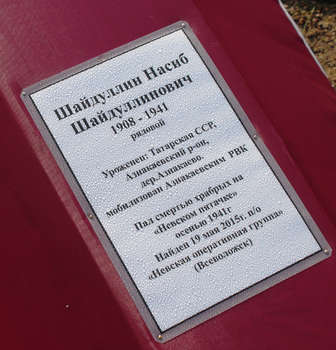 Шайдуллин Насиб
Шайдуллинович
1908 - 1941
рядовой
Уроженец: Татарская ССР,
Азнакаевский р-он,
дер.Азнакаево.
мобилизован Азнакаевским РВК
Пал смертью храбрых на
«Невском пятачке»
осенью 1941г
Найден 19 мая 2015г. п/о
«Невская оперативная группа»
(Всеволожск)